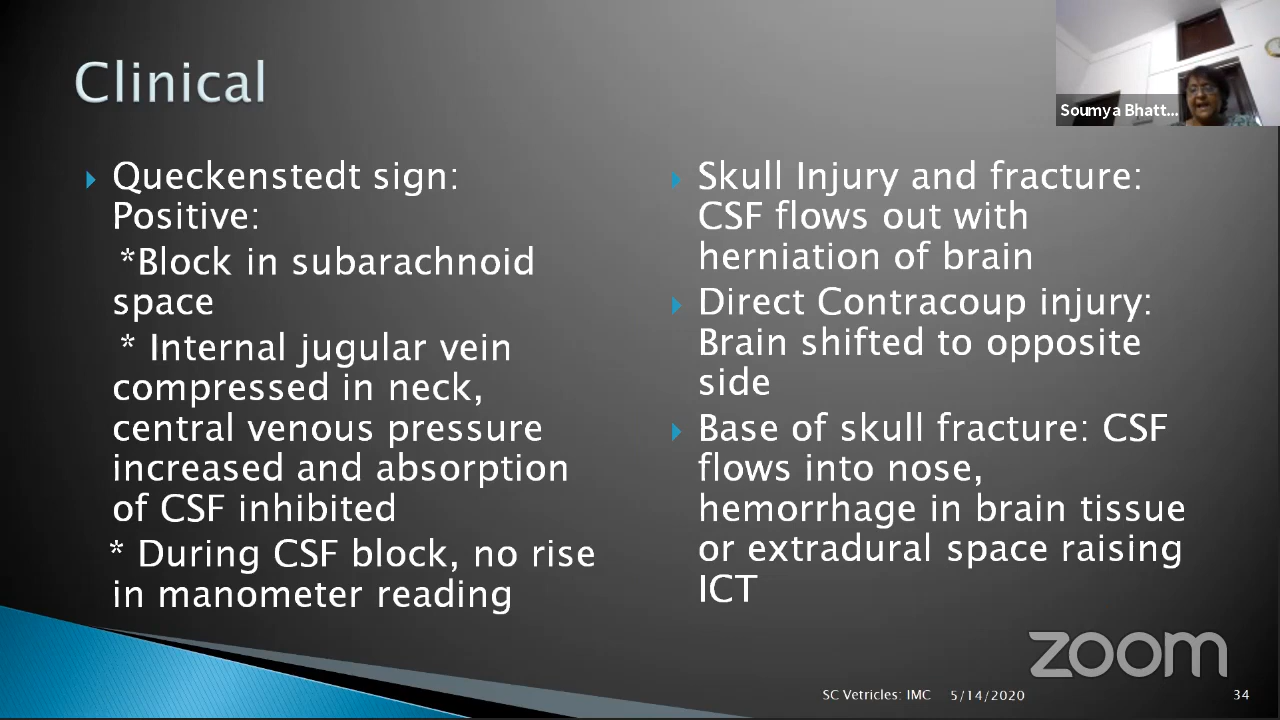 Clinical
Soumya Bhatt...
Queckenstedt sign:
Positive:
*Block in subarachnoid
space
* Internal jugular vein
compressed in neck,
central venous pressure
increased and absorption
of CSF inhibited
* During CSF block, no rise
in manometer reading
Skull Injury and fracture:
CSF flows out with
herniation of brain
Direct Contracoup injury:
Brain shifted to opposite
side
Base of skull fracture: CSF
flows into nose,
hemorrhage in brain tissue
or extradural space raising
ICT
zoom
SC Vetricles: IMC 5/14/2020 34